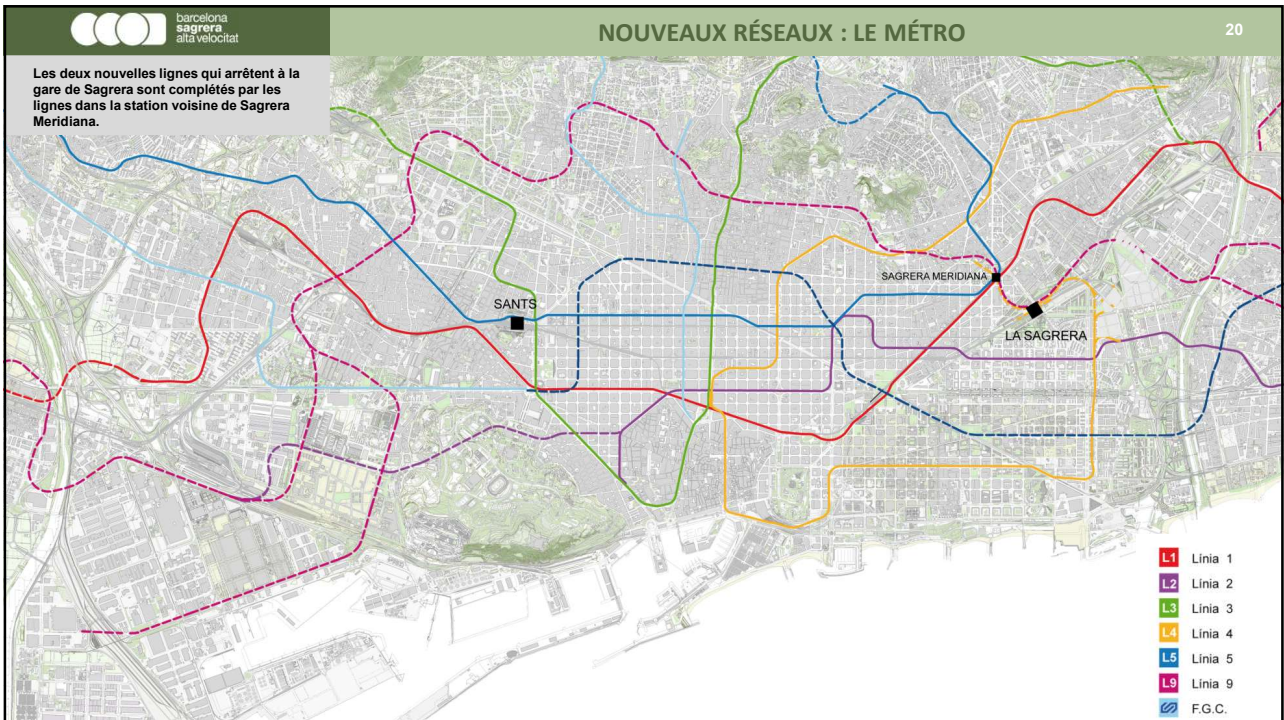 barcelona
sagrera
alta velocitat
NOUVEAUX RÉSEAUX : LE MÉTRO
20
Les deux nouvelles lignes qui arrêtent à la
gare de Sagrera sont complétés par les
lignes dans la station voisine de Sagrera
Meridiana.
SAGRERA MERIDIANA
SANTS
LA SAGRERA
L1 Línia 1
L2 Línia 2
L3 Línia 3
L4 Línia 4
L5 Línia 5
L9 Línia 9
F.G.C.